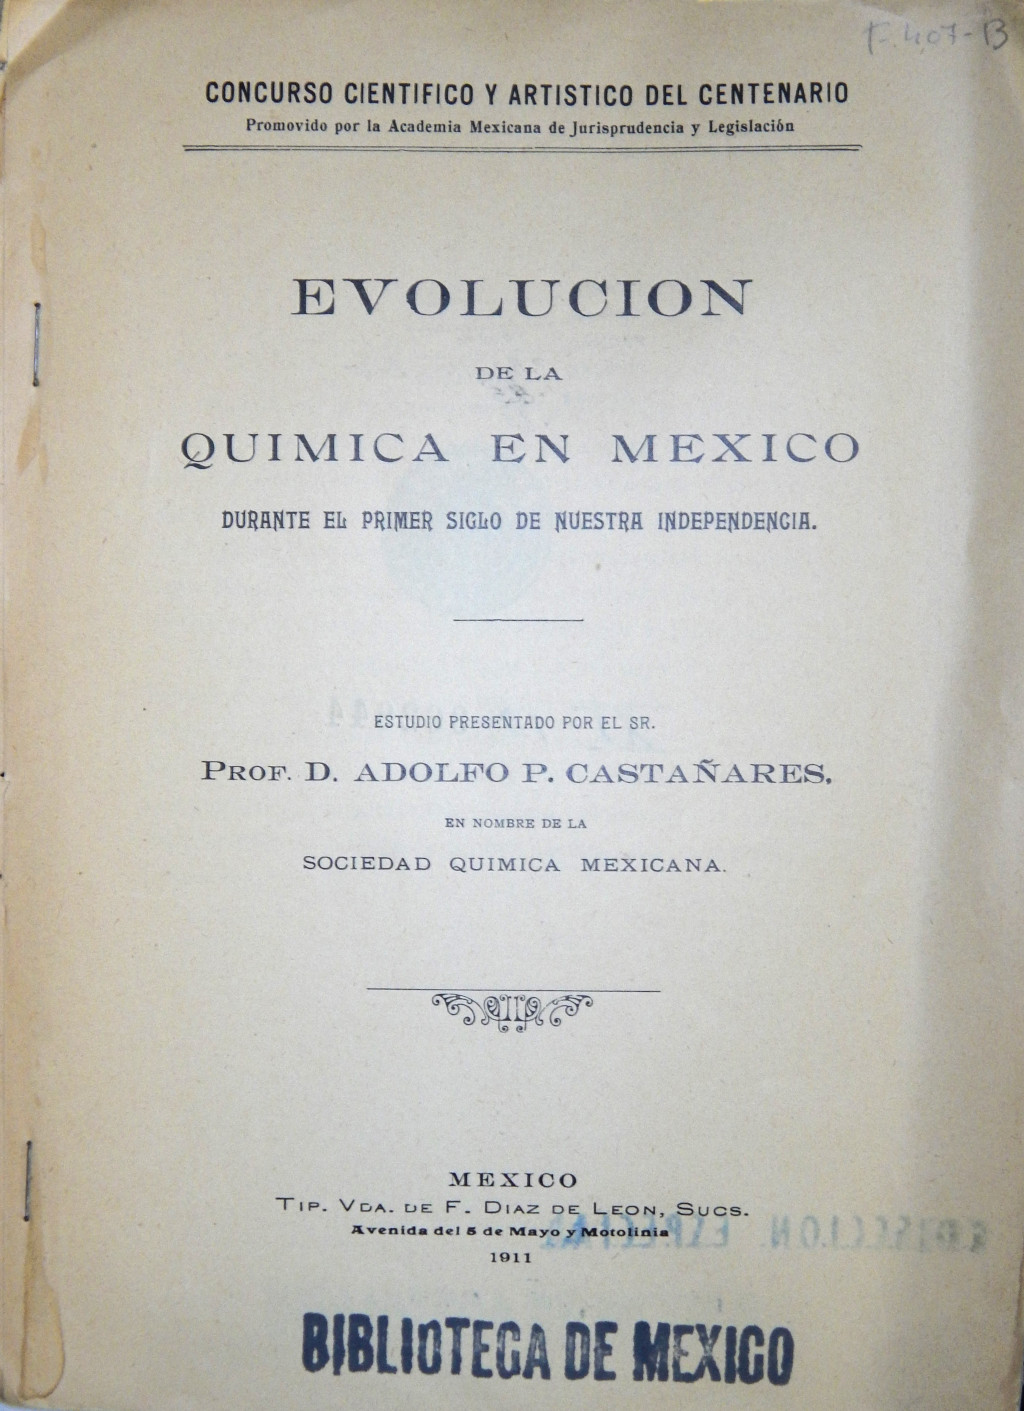 F. 407-B
CONCURSO CIENTIFICO Y ARTISTICO DEL CENTENARIO
Promovido por la Academia Mexicana de Jurisprudencia y Legislación
EVOLUCION
DE LA
QUIMICA EN MEXICO
DURANTE EL PRIMER SIGLO DE NUESTRA INDEPENDENCIA.
ESTUDIO PRESENTADO POR EL SR.
PROF. D. ADOLFO P. CASTAÑARES,
EN NOMBRE DE LA
SOCIEDAD QUIMICA MEXICANA.
MEXICO
TIP. VDA. DE F. DIAZ DE LEON, SUCS.
Avenida del 5 de Mayo y Motolinia
1911
BIBLIOTECA DE MEXICO